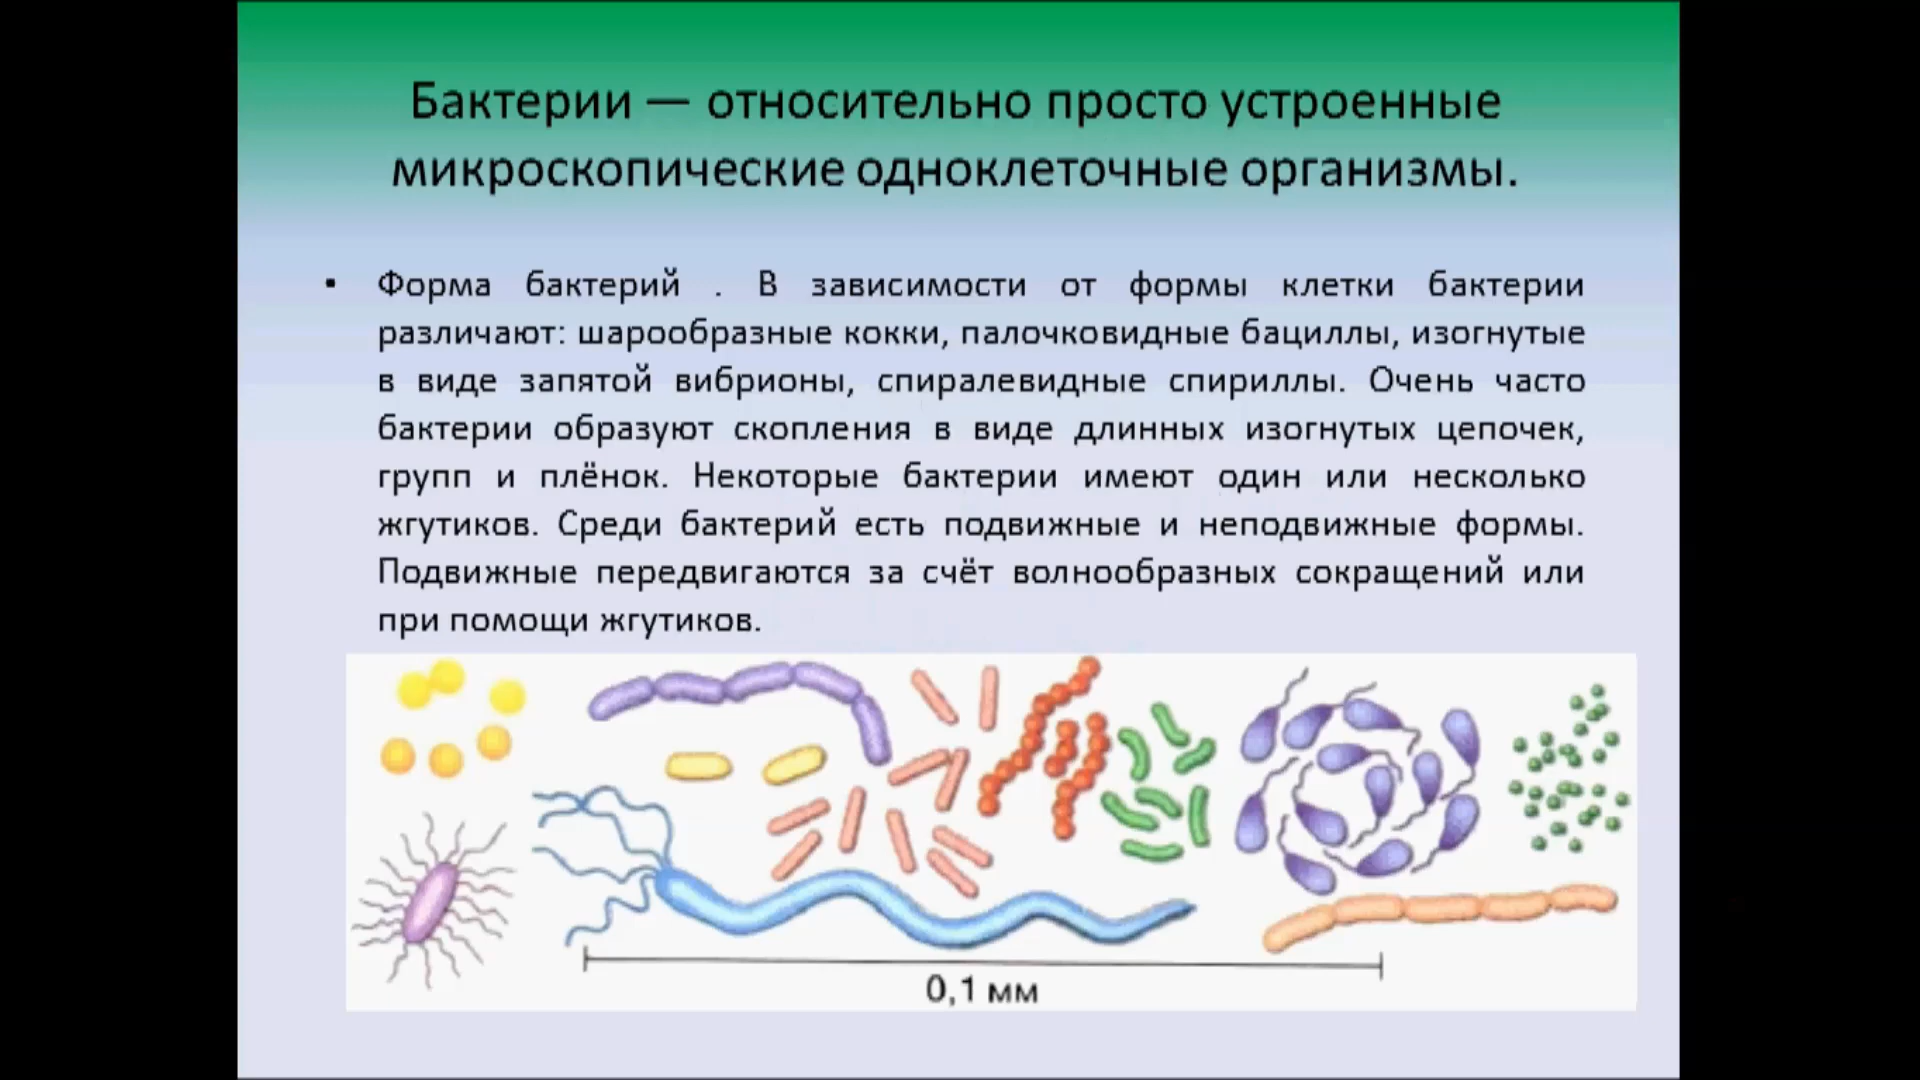 Бактерии — относительно просто устроенные
микроскопические одноклеточные организмы.
• Форма бактерий . В зависимости от формы клетки бактерии
различают: шарообразные кокки, палочковидные бациллы, изогнутые
в виде запятой вибрионы, спиралевидные спириллы. Очень часто
бактерии образуют скопления в виде длинных изогнутых цепочек,
групп и плёнок. Некоторые бактерии имеют один или несколько
жгутиков. Среди бактерий есть подвижные и неподвижные формы.
Подвижные передвигаются за счёт волнообразных сокращений или
при помощи жгутиков.
0,1 мм